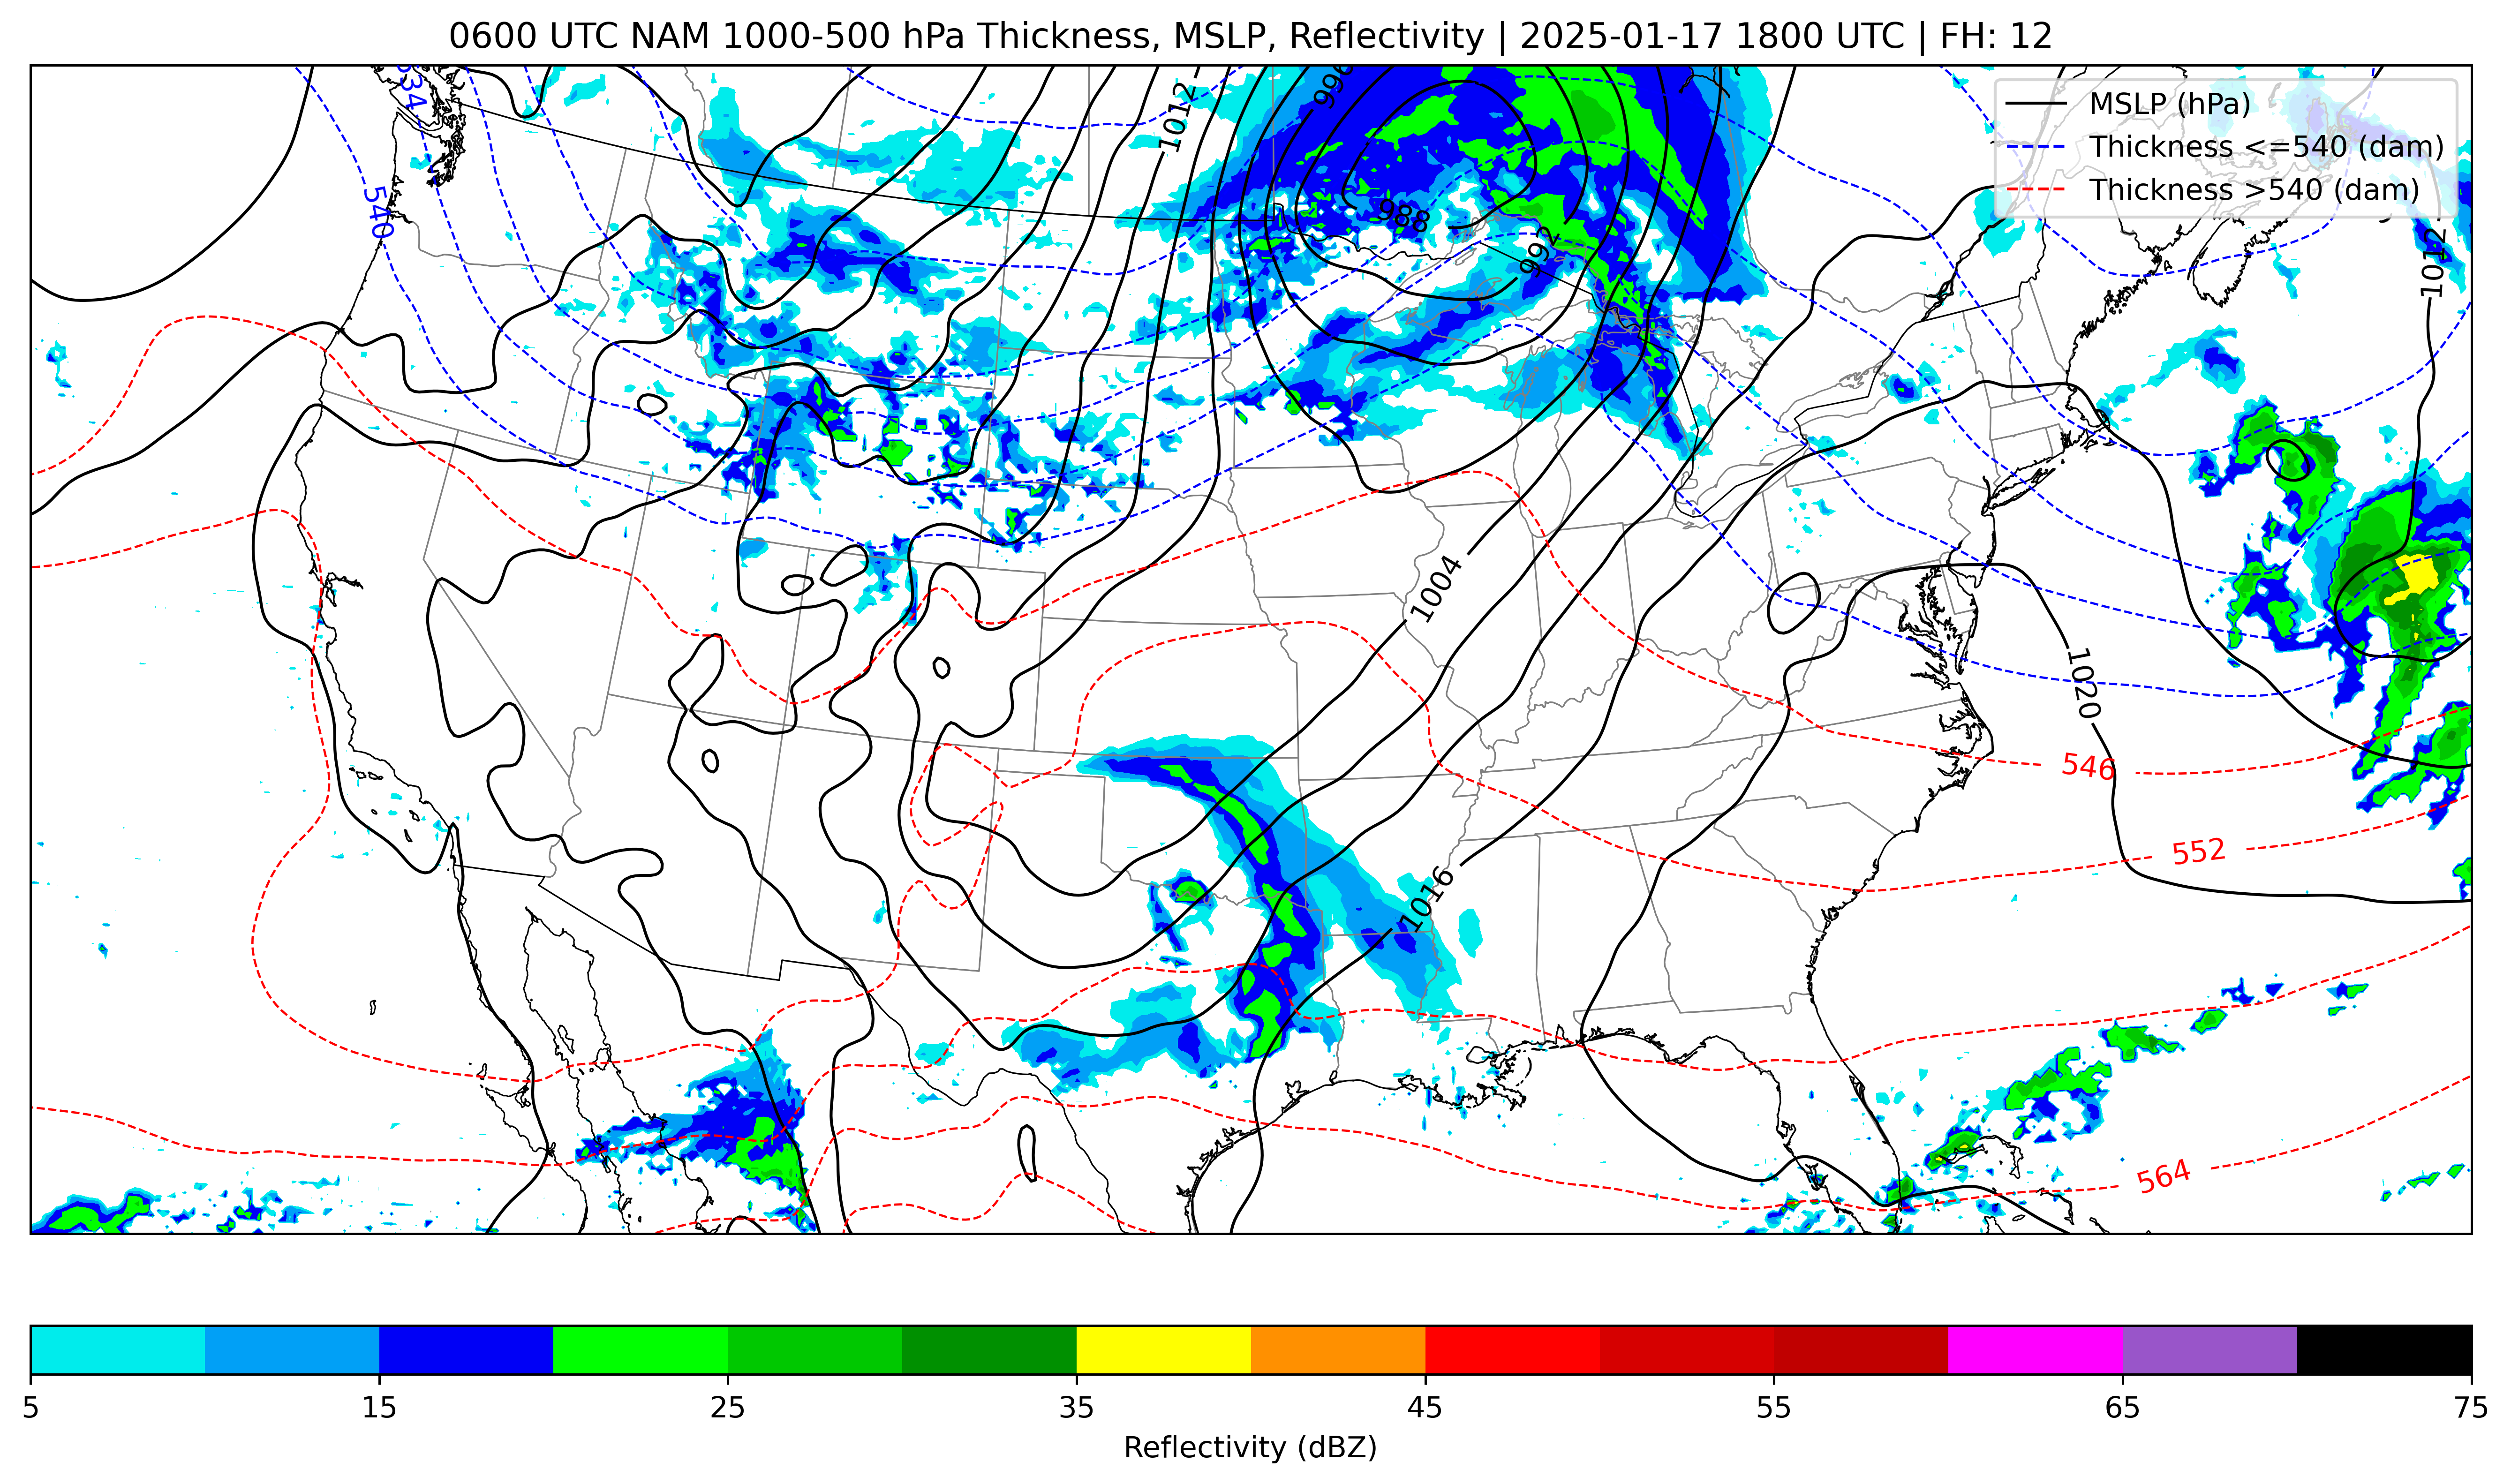 0600 UTC NAM 1000-500 hPa Thickness, MSLP, Reflectivity | 2025-01-17 1800 UTC | FH: 12
MSLP (hPa)
Thickness <=540 (dam)
Thickness >540 (dam)
534
540
1012
996
988
992
1012
1004
1020
546
552
1016
564
5 15 25 35 45 55 65 75
Reflectivity (dBZ)